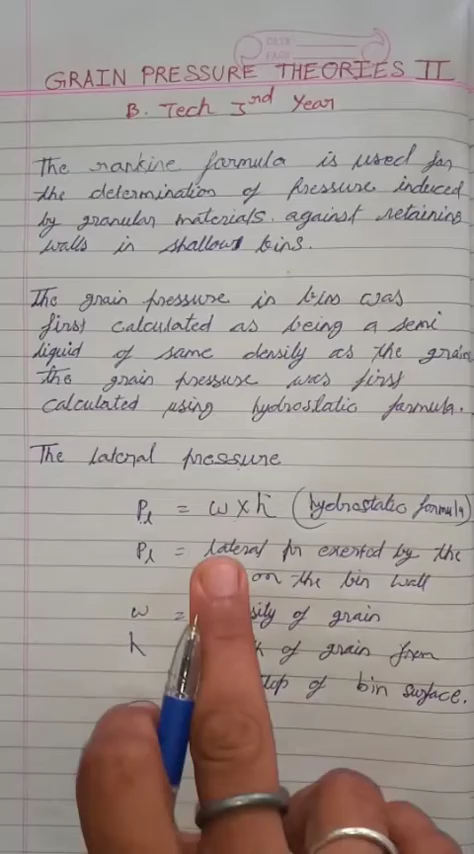 DATE
PAGE
GRAIN PRESSURE THEORIES II
B. Tech 3rd Year
The rankine formula is used for
the determination of pressure induced
by granular materials. against retaining
walls in shallow bins.
The grain pressure in bins was
first calculated as being a semi
liquid of same density as the grain
the grain pressure was first
calculated using hydrostatic formula.
The lateral pressure
Pl = w x h (hydrostatic formula)
Pl = lateral pr exerted by the
on the bin wall
w = sity of grain
h of grain from
top of bin surface.